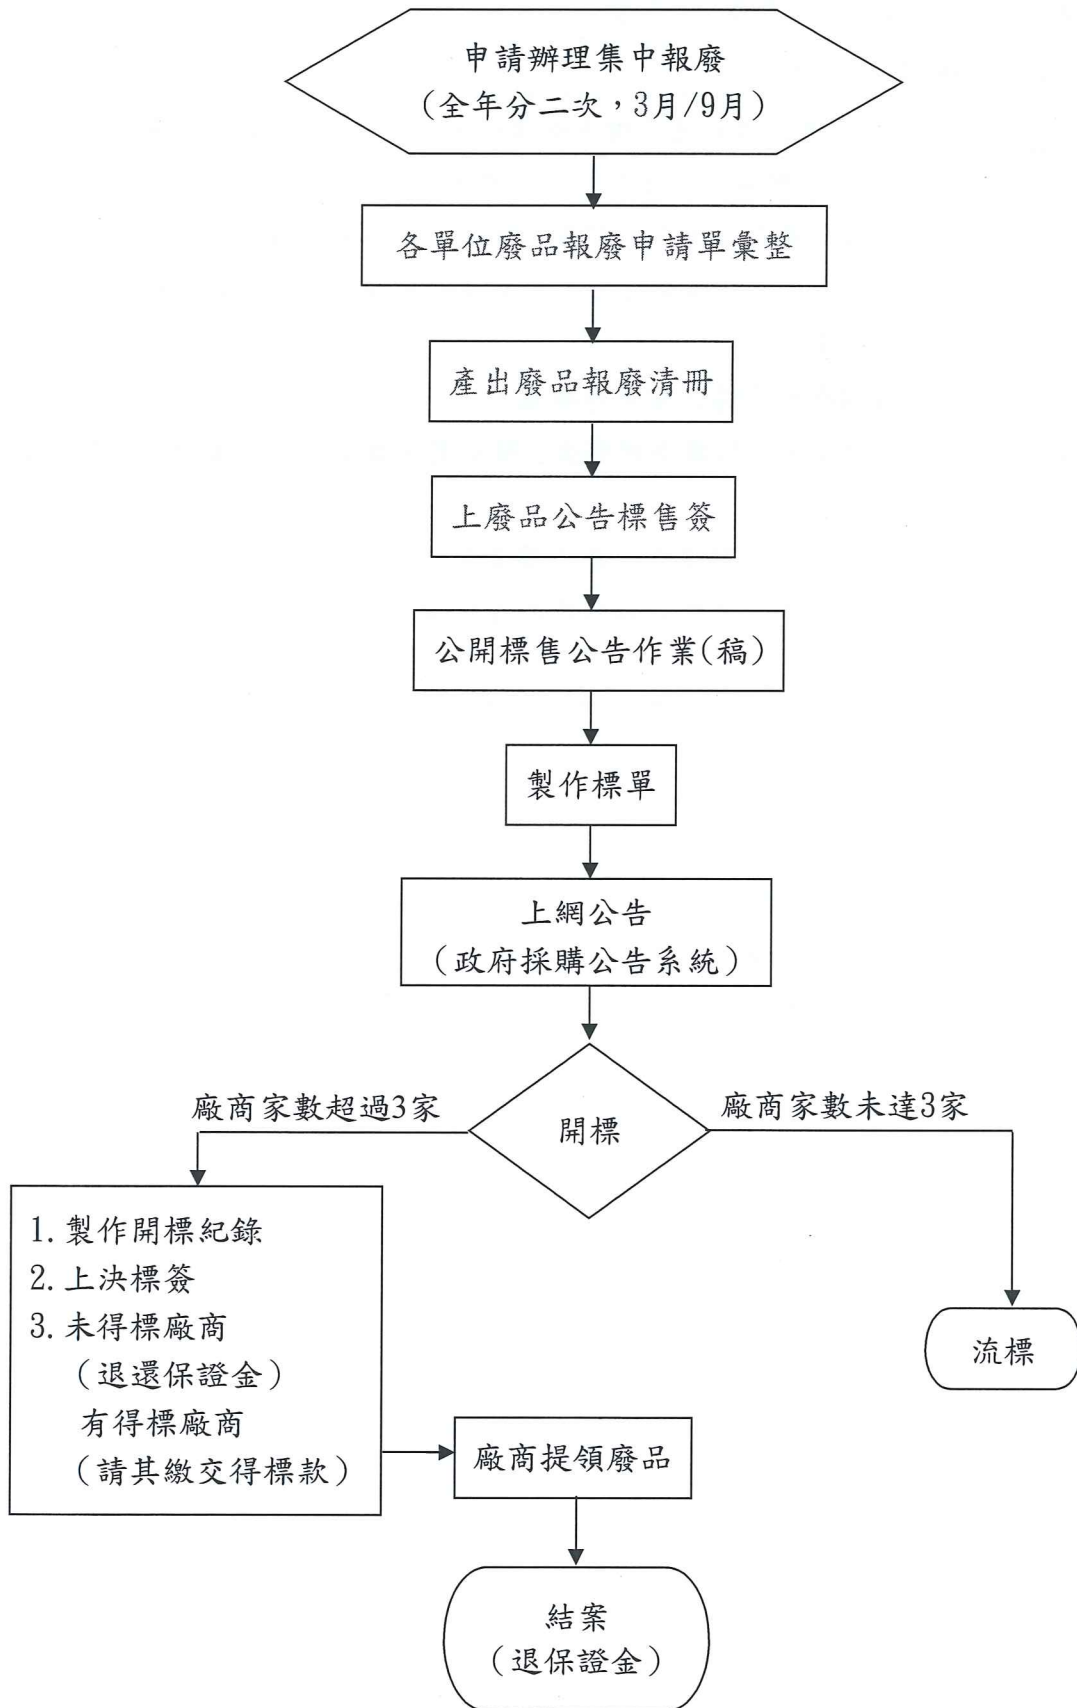 申請辦理集中報廢
(全年分二次，3月/9月)
各單位廢品報廢申請單彙整
產出廢品報廢清冊
上廢品公告標售簽
公開標售公告作業(稿)
製作標單
上網公告
(政府採購公告系統)
開標
廠商家數超過3家
廠商家數未達3家
1. 製作開標紀錄
2. 上決標簽
3. 未得標廠商
(退還保證金)
有得標廠商
(請其繳交得標款)
流標
廠商提領廢品
結案
(退保證金)